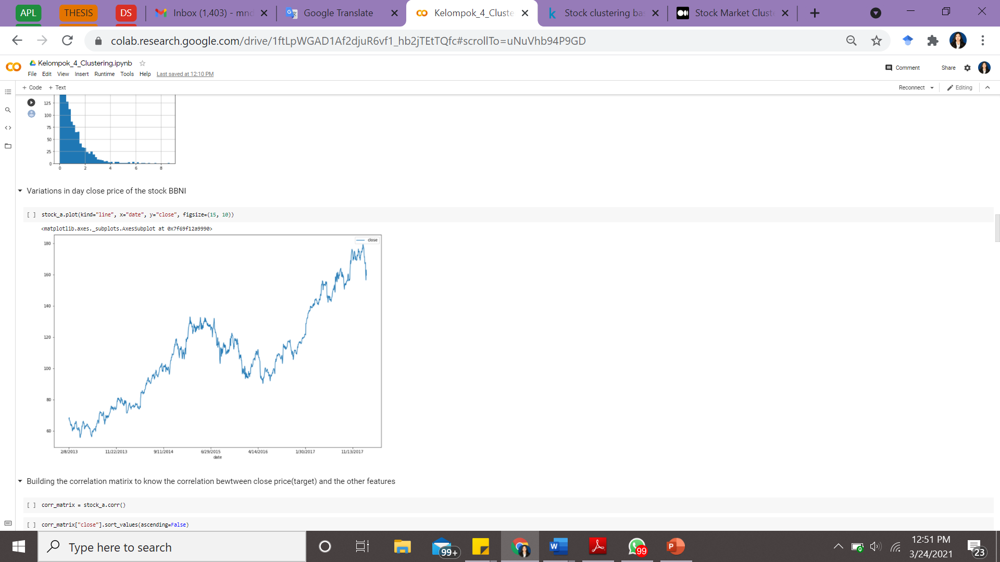 APL
THESIS
DS
Inbox (1,403) - mno
Google Translate
Kelompok_4_Cluste
Stock clustering ba
Stock Market Clust
colab.research.google.com/drive/1ftLpWGAD1Af2djuR6vf1_hb2jTEtTQfc#scrollTo=uNuVhb94P9GD
Kelompok_4_Clustering.ipynb
File Edit View Insert Runtime Tools Help Last saved at 12:10 PM
Comment
Share
+ Code + Text
Reconnect
Editing
125
100
75
50
25
0
0 2 4 6 8
Variations in day close price of the stock BBNI
[ ] stock_a.plot(kind="line", x="date", y="close", figsize=(15, 10))
<matplotlib.axes._subplots.AxesSubplot at 0x7f69f12a9990>
close
180
160
140
120
100
80
60
2/8/2013 11/22/2013 9/11/2014 6/29/2015 4/14/2016 1/30/2017 11/13/2017
date
Building the correlation matirix to know the correlation bewtween close price(target) and the other features
[ ] corr_matrix = stock_a.corr()
[ ] corr_matrix["close"].sort_values(ascending=False)
Type here to search
99+
99
12:51 PM
3/24/2021
23